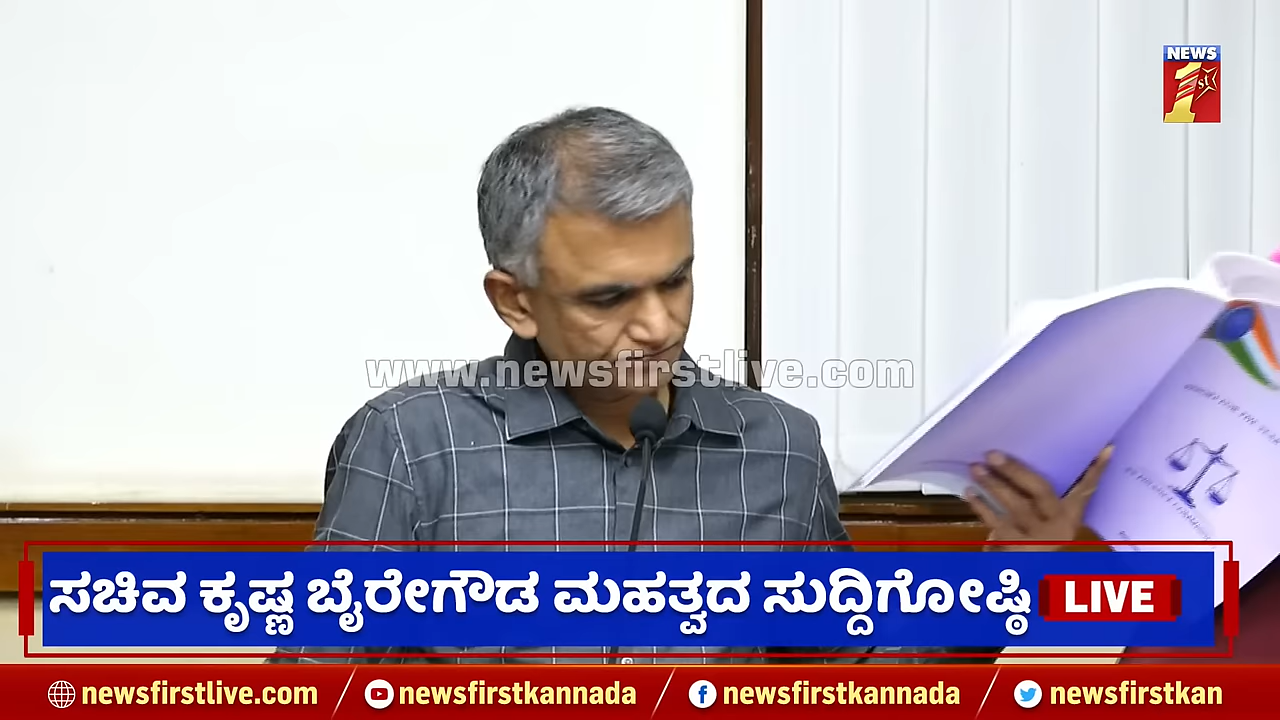 NEWS
1st
www.newsfirstlive.com
ಸಚಿವ ಕೃಷ್ಣ ಬೈರೇಗೌಡ ಮಹತ್ವದ ಸುದ್ದಿಗೋಷ್ಠಿ LIVE
newsfirstlive.com newsfirstkannada newsfirstkannada newsfirstkan